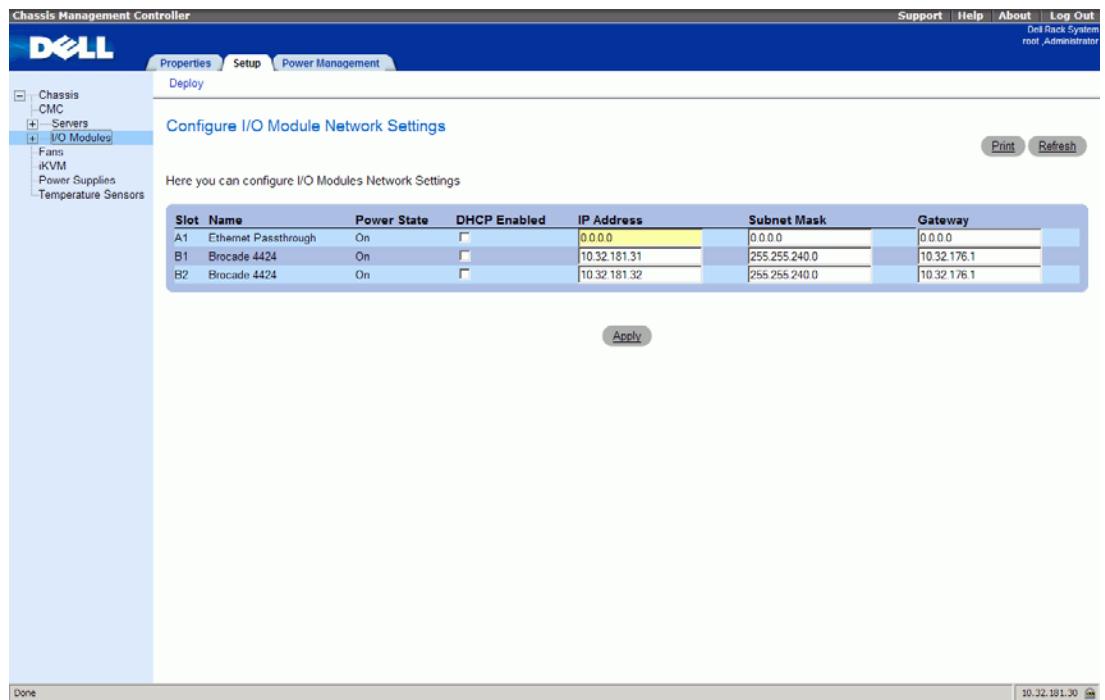 Chassis Management Controller
Support Help About Log Out
DELL
Dell Rack System
root ,Administrator
Properties Setup Power Management
Deploy
Chassis
CMC
Servers
I/O Modules
Fans
iKVM
Power Supplies
Temperature Sensors
Configure I/O Module Network Settings
Print Refresh
Here you can configure I/O Modules Network Settings
Slot Name Power State DHCP Enabled IP Address Subnet Mask Gateway
A1 Ethernet Passthrough On 0.0.0.0 0.0.0.0 0.0.0.0
B1 Brocade 4424 On 10.32.181.31 255.255.240.0 10.32.176.1
B2 Brocade 4424 On 10.32.181.32 255.255.240.0 10.32.176.1
Apply
Done
10.32.181.30